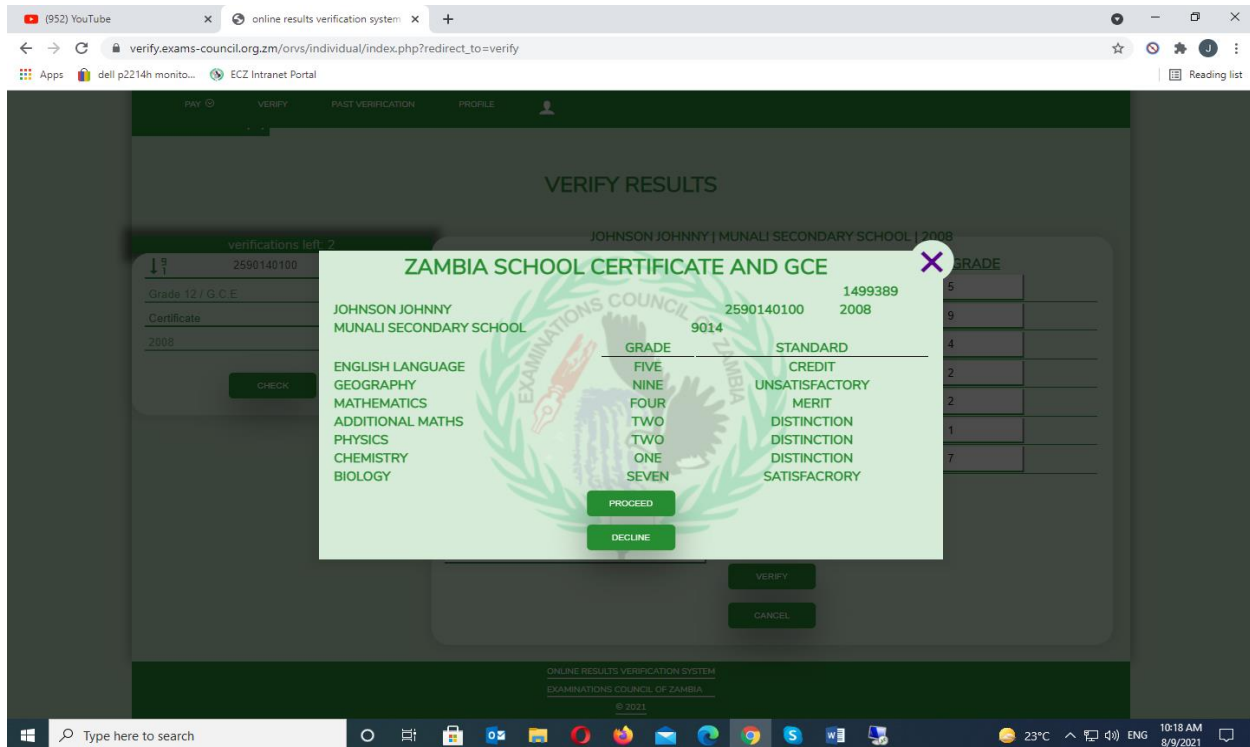 (952) YouTube
online results verification system
verify.exams-council.org.zm/orvs/individual/index.php?redirect_to=verify
Apps
dell p2214h monito...
ECZ Intranet Portal
Reading list
PAY VERIFY PAST VERIFICATION PROFILE
VERIFY RESULTS
verifications left: 2
JOHNSON JOHNNY | MUNALI SECONDARY SCHOOL | 2008
2590140100
Grade 12 / G.C.E
Certificate
2008
CHECK
GRADE
5
9
4
2
2
1
7
ZAMBIA SCHOOL CERTIFICATE AND GCE
1499389
JOHNSON JOHNNY 2590140100 2008
MUNALI SECONDARY SCHOOL 9014
GRADE STANDARD
ENGLISH LANGUAGE FIVE CREDIT
GEOGRAPHY NINE UNSATISFACTORY
MATHEMATICS FOUR MERIT
ADDITIONAL MATHS TWO DISTINCTION
PHYSICS TWO DISTINCTION
CHEMISTRY ONE DISTINCTION
BIOLOGY SEVEN SATISFACRORY
EXAMINATIONS COUNCIL OF ZAMBIA
PROCEED
DECLINE
VERIFY
CANCEL
ONLINE RESULTS VERIFICATION SYSTEM
EXAMINATIONS COUNCIL OF ZAMBIA
© 2021
Type here to search
23°C
ENG
10:18 AM
8/9/2021